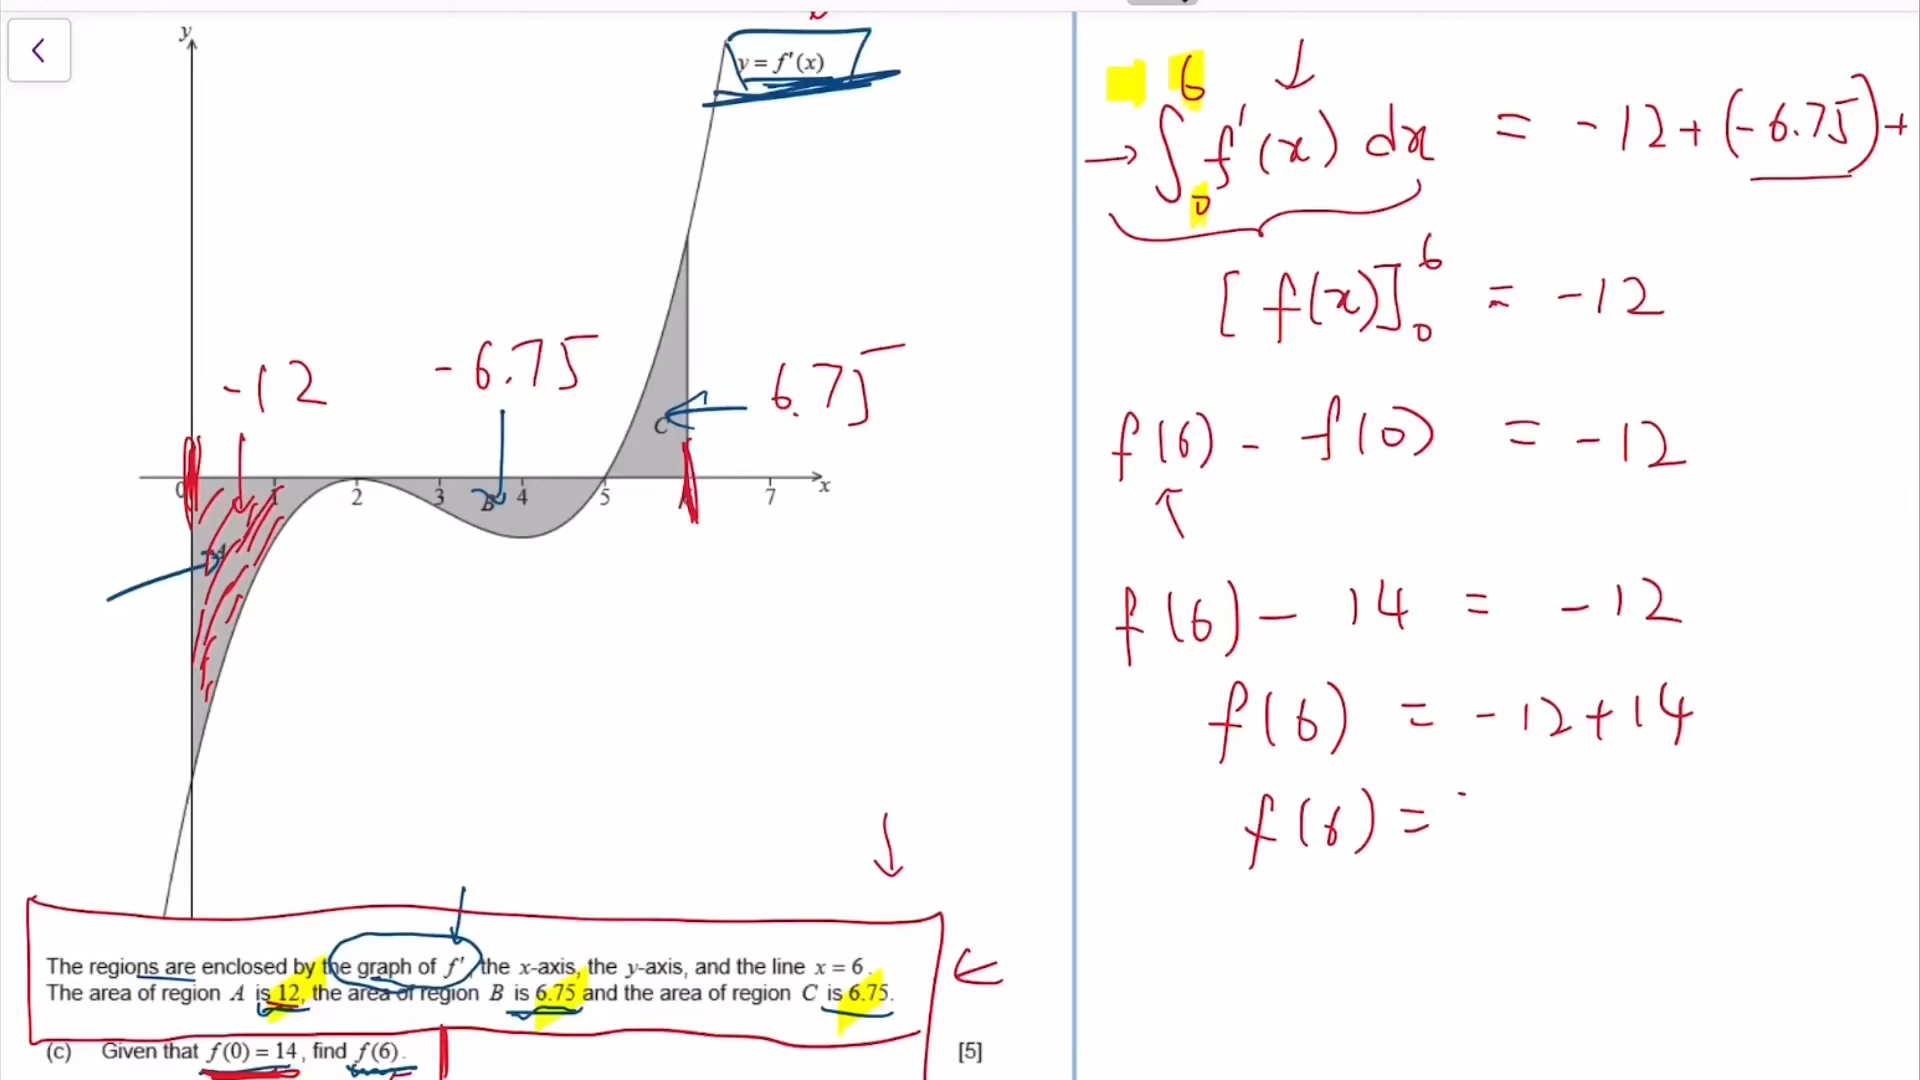 y
y = f'(x)
-12
-6.75
6.75
C
0 1 2 3 4 5 7 x
B
A
The regions are enclosed by the graph of f' the x-axis, the y-axis, and the line x = 6.
The area of region A is 12, the area of region B is 6.75 and the area of region C is 6.75.
(c) Given that f(0) = 14, find f(6). [5]
∫₀⁶ f'(x) dx = -12 + (-6.75) +
[f(x)]₀⁶ = -12
f(6) - f(0) = -12
f(6) - 14 = -12
f(6) = -12 + 14
f(6) =